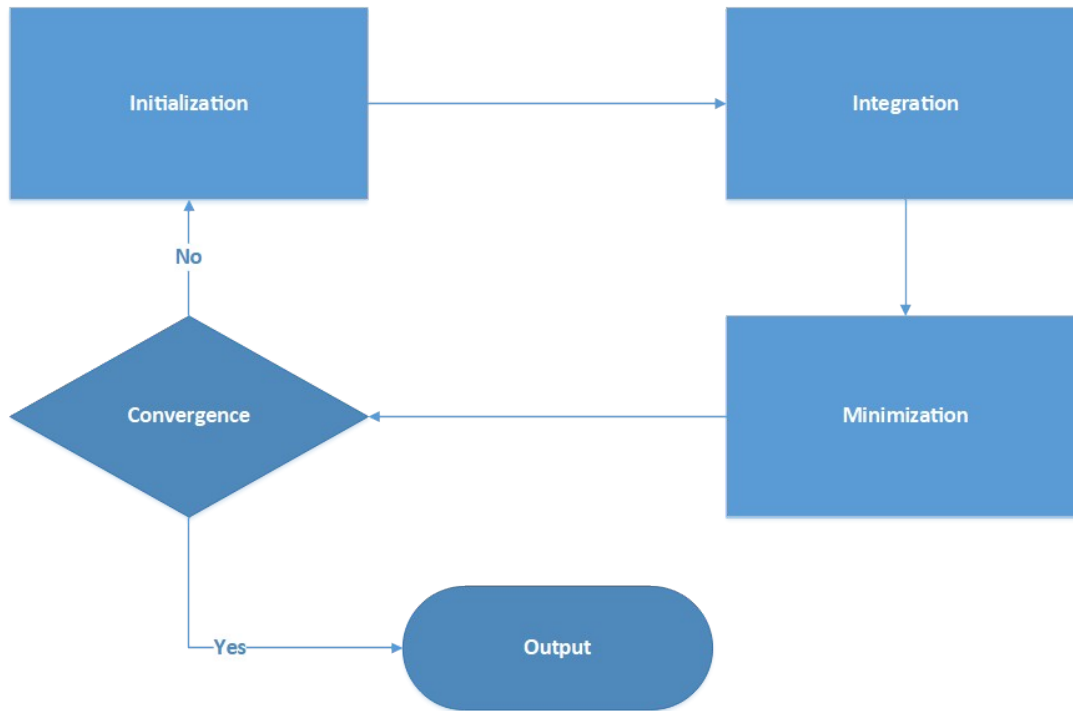 Initialization
Integration
No
Convergence
Minimization
Yes
Output